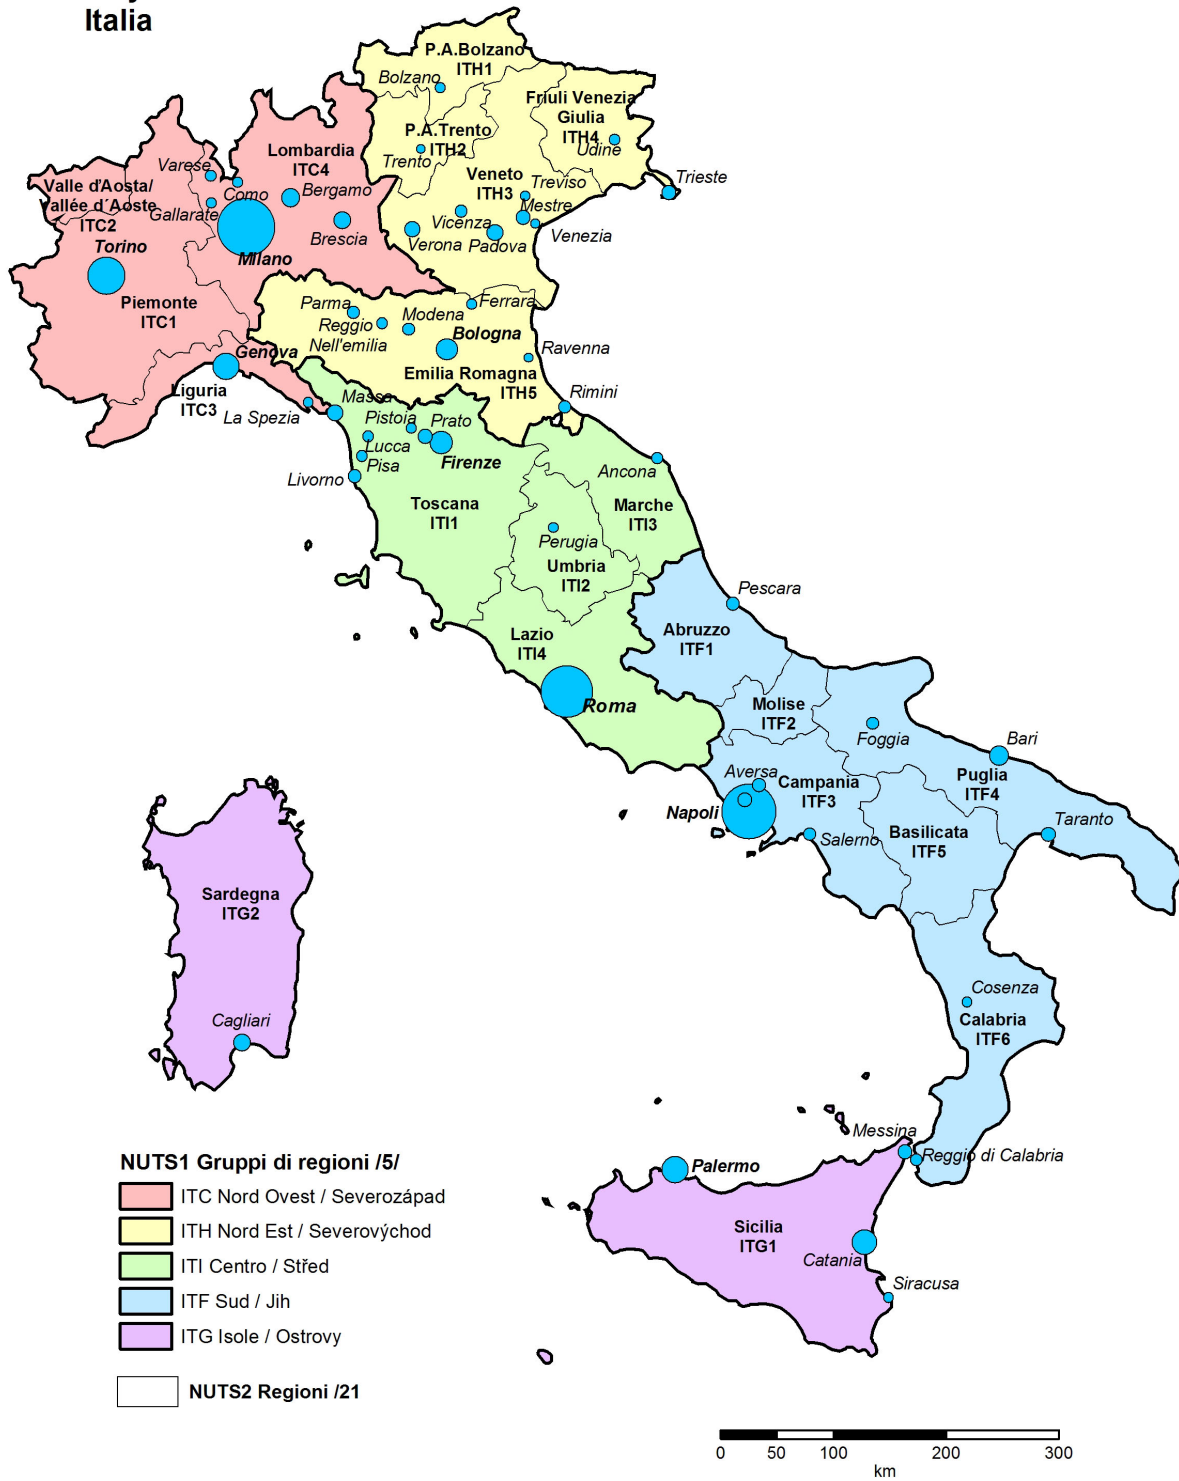 Italia
P.A.Bolzano
ITH1
Bolzano
Friuli Venezia
Giulia
ITH4
Udine
P.A.Trento
ITH2
Trento
Lombardia
ITC4
Varese
Como
Bergamo
Gallarate
Brescia
Milano
Valle d'Aosta/
Vallée d´Aoste
ITC2
Torino
Piemonte
ITC1
Veneto
ITH3
Treviso
Mestre
Vicenza
Padova
Verona
Venezia
Trieste
Parma
Reggio
Nell'emilia
Modena
Ferrara
Bologna
Ravenna
Emilia Romagna
ITH5
Rimini
Genova
Liguria
ITC3
La Spezia
Massa
Pistoia
Prato
Lucca
Pisa
Firenze
Livorno
Toscana
ITI1
Ancona
Marche
ITI3
Perugia
Umbria
ITI2
Pescara
Lazio
ITI4
Abruzzo
ITF1
Roma
Molise
ITF2
Foggia
Bari
Puglia
ITF4
Aversa
Campania
ITF3
Napoli
Salerno
Basilicata
ITF5
Taranto
Sardegna
ITG2
Cagliari
Cosenza
Calabria
ITF6
Messina
Reggio di Calabria
Palermo
Sicilia
ITG1
Catania
Siracusa
NUTS1 Gruppi di regioni /5/
ITC Nord Ovest / Severozápad
ITH Nord Est / Severovýchod
ITI Centro / Střed
ITF Sud / Jih
ITG Isole / Ostrovy
NUTS2 Regioni /21
0 50 100 200 300
km